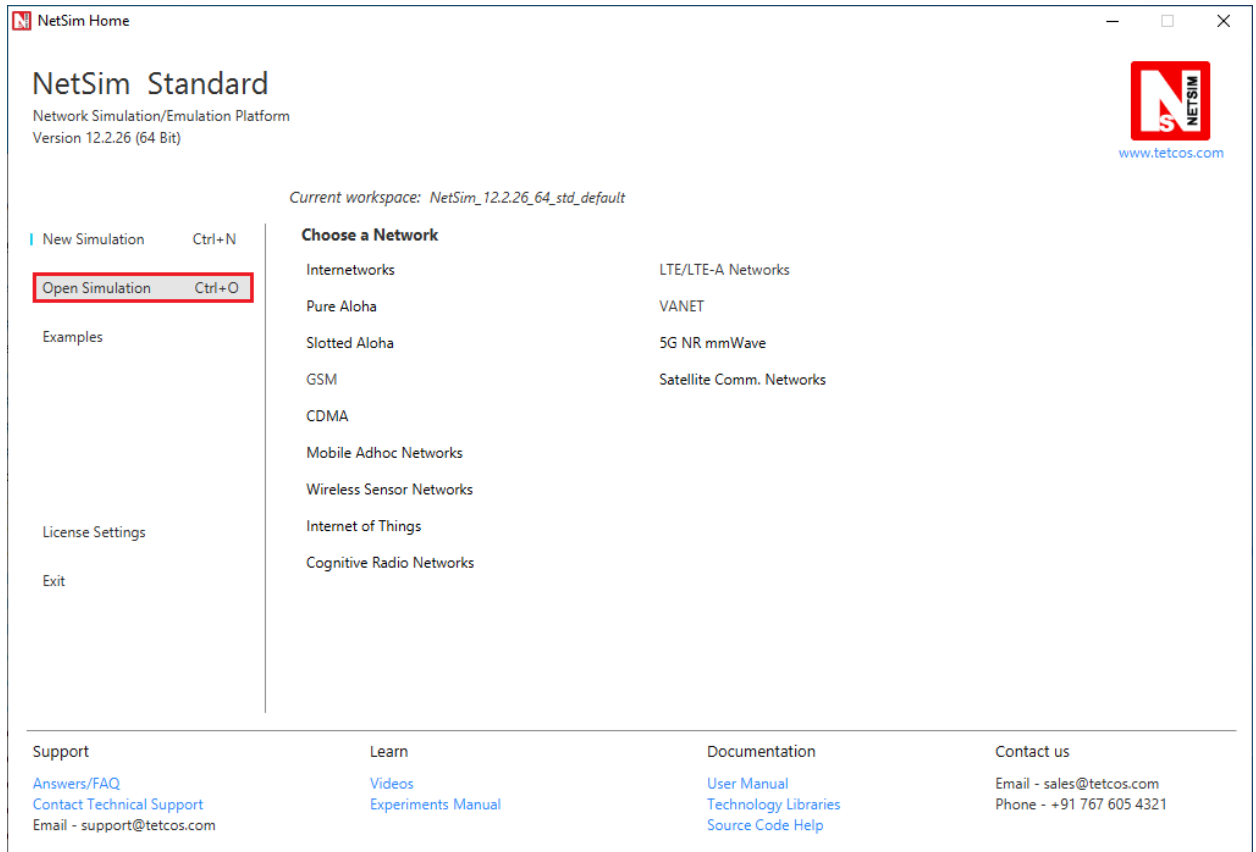 NetSim Home
NetSim Standard
Network Simulation/Emulation Platform
Version 12.2.26 (64 Bit)
NETSIM
N
S
www.tetcos.com
Current workspace: NetSim_12.2.26_64_std_default
New Simulation Ctrl+N
Open Simulation Ctrl+O
Examples
License Settings
Exit
Choose a Network
Internetworks
Pure Aloha
Slotted Aloha
GSM
CDMA
Mobile Adhoc Networks
Wireless Sensor Networks
Internet of Things
Cognitive Radio Networks
LTE/LTE-A Networks
VANET
5G NR mmWave
Satellite Comm. Networks
Support
Answers/FAQ
Contact Technical Support
Email - support@tetcos.com
Learn
Videos
Experiments Manual
Documentation
User Manual
Technology Libraries
Source Code Help
Contact us
Email - sales@tetcos.com
Phone - +91 767 605 4321